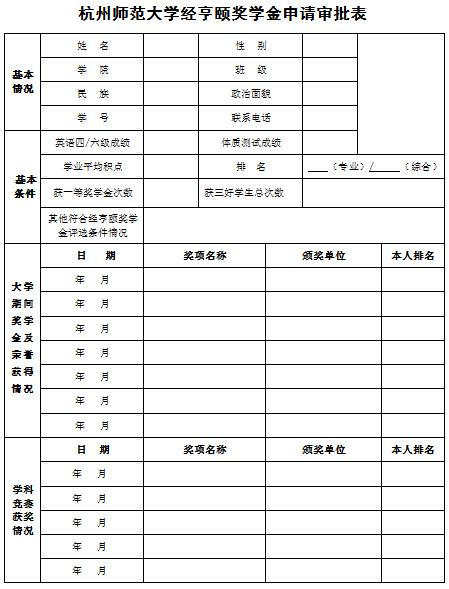 杭州师范大学经亨颐奖学金申请审批表
基本情况
姓 名 性 别
学 院 班 级
民 族 政治面貌
学 号 联系电话
基本条件
英语四/六级成绩 体质测试成绩
学业平均积点 排 名 ____（专业）/____（综合）
获一等奖学金次数 获三好学生总次数
其他符合经亨颐奖学
金评选条件情况
大学期间奖学金及荣誉获得情况
日 期 奖项名称 颁奖单位 本人排名
年 月
年 月
年 月
年 月
年 月
年 月
年 月
学科竞赛获奖情况
日 期 奖项名称 颁奖单位 本人排名
年 月
年 月
年 月
年 月
年 月